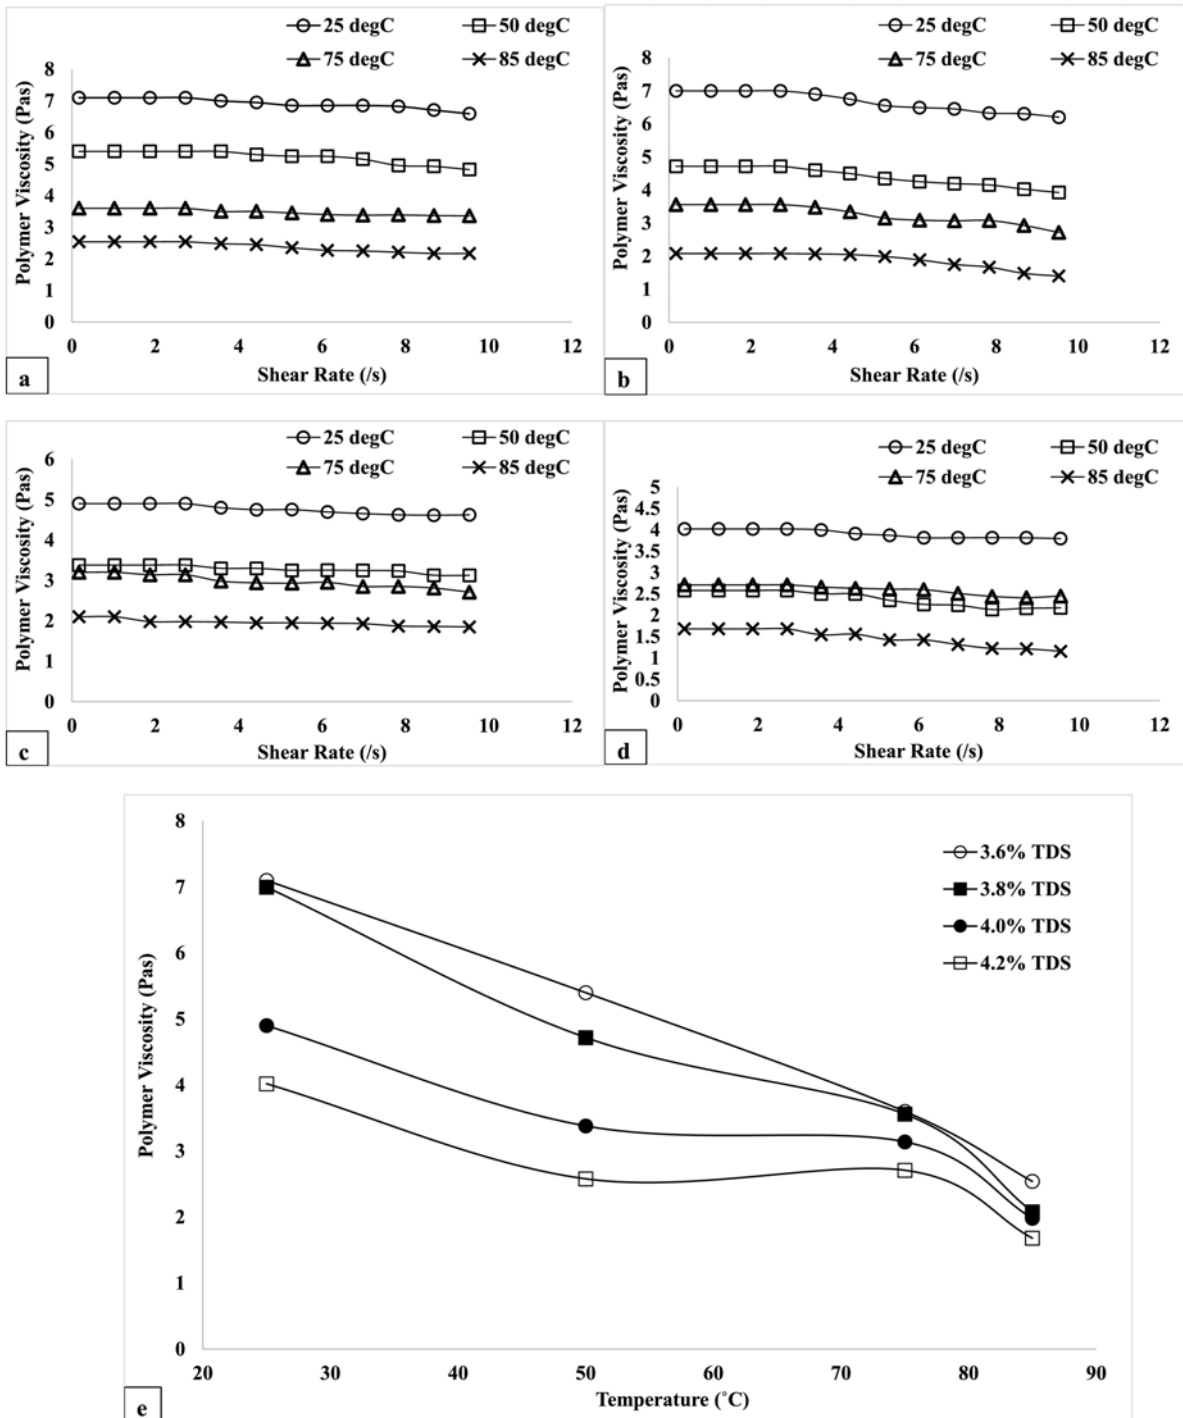 25 degC 50 degC
75 degC 85 degC
Polymer Viscosity (Pas)
8
7
6
5
4
3
2
1
0
0 2 4 6 8 10 12
Shear Rate (/s)
a
25 degC 50 degC
75 degC 85 degC
Polymer Viscosity (Pas)
8
7
6
5
4
3
2
1
0
0 2 4 6 8 10 12
Shear Rate (/s)
b
25 degC 50 degC
75 degC 85 degC
Polymer Viscosity (Pas)
6
5
4
3
2
1
0
0 2 4 6 8 10 12
Shear Rate (/s)
c
25 degC 50 degC
75 degC 85 degC
Polymer Viscosity (Pas)
5
4.5
4
3.5
3
2.5
2
1.5
1
0.5
0
0 2 4 6 8 10 12
Shear Rate (/s)
d
Polymer Viscosity (Pas)
8
7
6
5
4
3
2
1
0
3.6% TDS
3.8% TDS
4.0% TDS
4.2% TDS
20 30 40 50 60 70 80 90
Temperature (˚C)
e